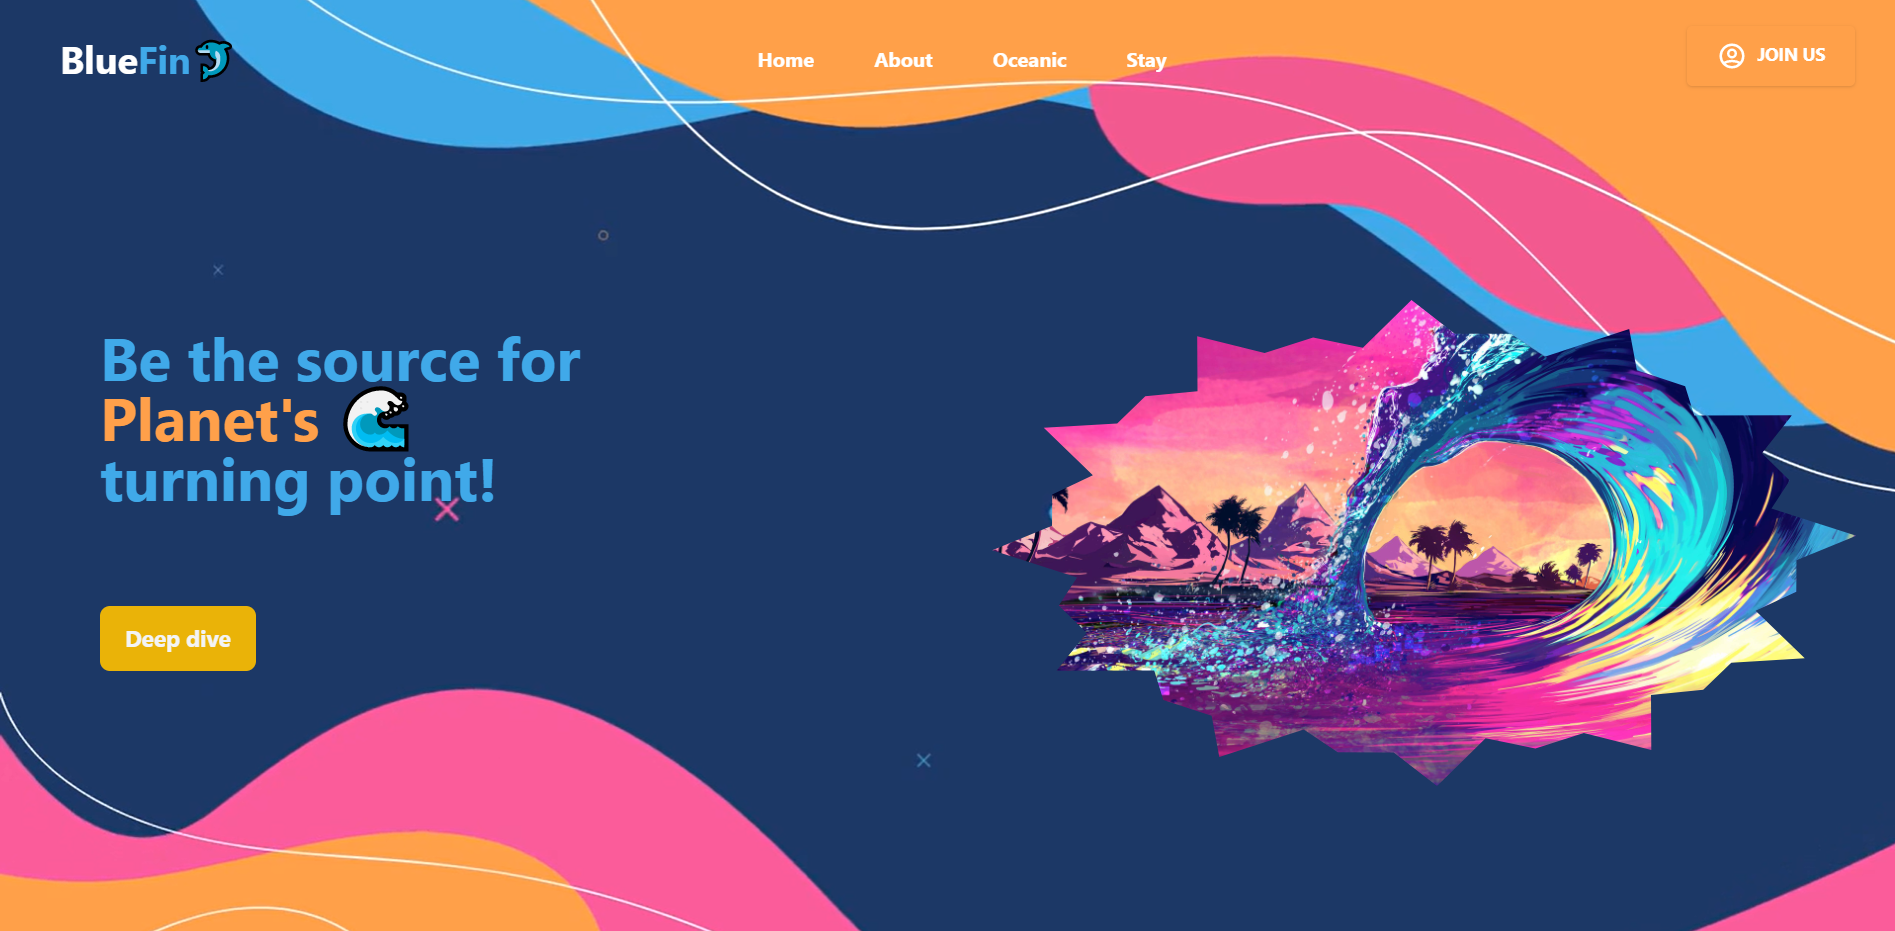 BlueFin
Home
About
Oceanic
Stay
JOIN US
Be the source for
Planet's
turning point!
Deep dive